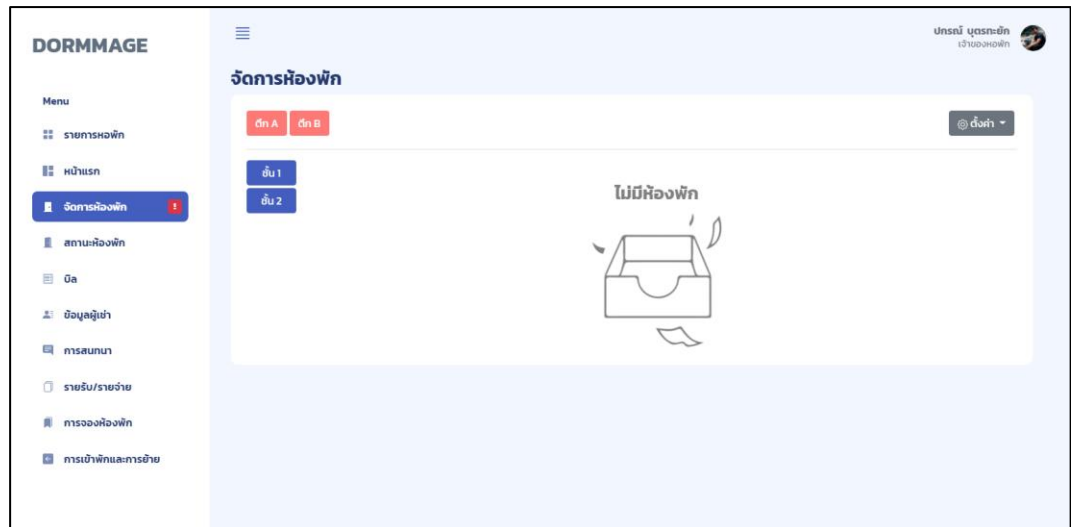 DORMMAGE
Menu
รายการหอพัก
หน้าแรก
จัดการห้องพัก
สถานะห้องพัก
บิล
ข้อมูลผู้เช่า
การสนทนา
รายรับ/รายจ่าย
การจองห้องพัก
การเข้าพักและการย้าย
ปกรณ์ บุตรทะยัก
เจ้าของหอพัก
จัดการห้องพัก
ตึก A ตึก B
ตั้งค่า
ชั้น 1
ชั้น 2
ไม่มีห้องพัก